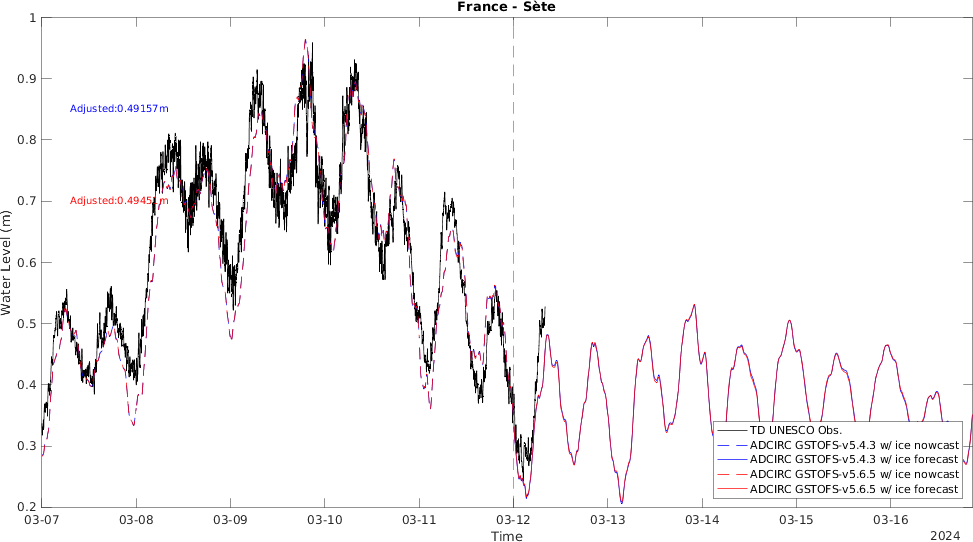 France - Sète
1
0.9
0.8
0.7
0.6
0.5
0.4
0.3
0.2
Water Level (m)
Adjusted:0.49157m
TD UNESCO Obs.
ADCIRC GSTOFS-v5.4.3 w/ ice nowcast
ADCIRC GSTOFS-v5.4.3 w/ ice forecast
ADCIRC GSTOFS-v5.6.5 w/ ice nowcast
ADCIRC GSTOFS-v5.6.5 w/ ice forecast
03-07 03-08 03-09 03-10 03-11 03-12 03-13 03-14 03-15 03-16
Time
2024